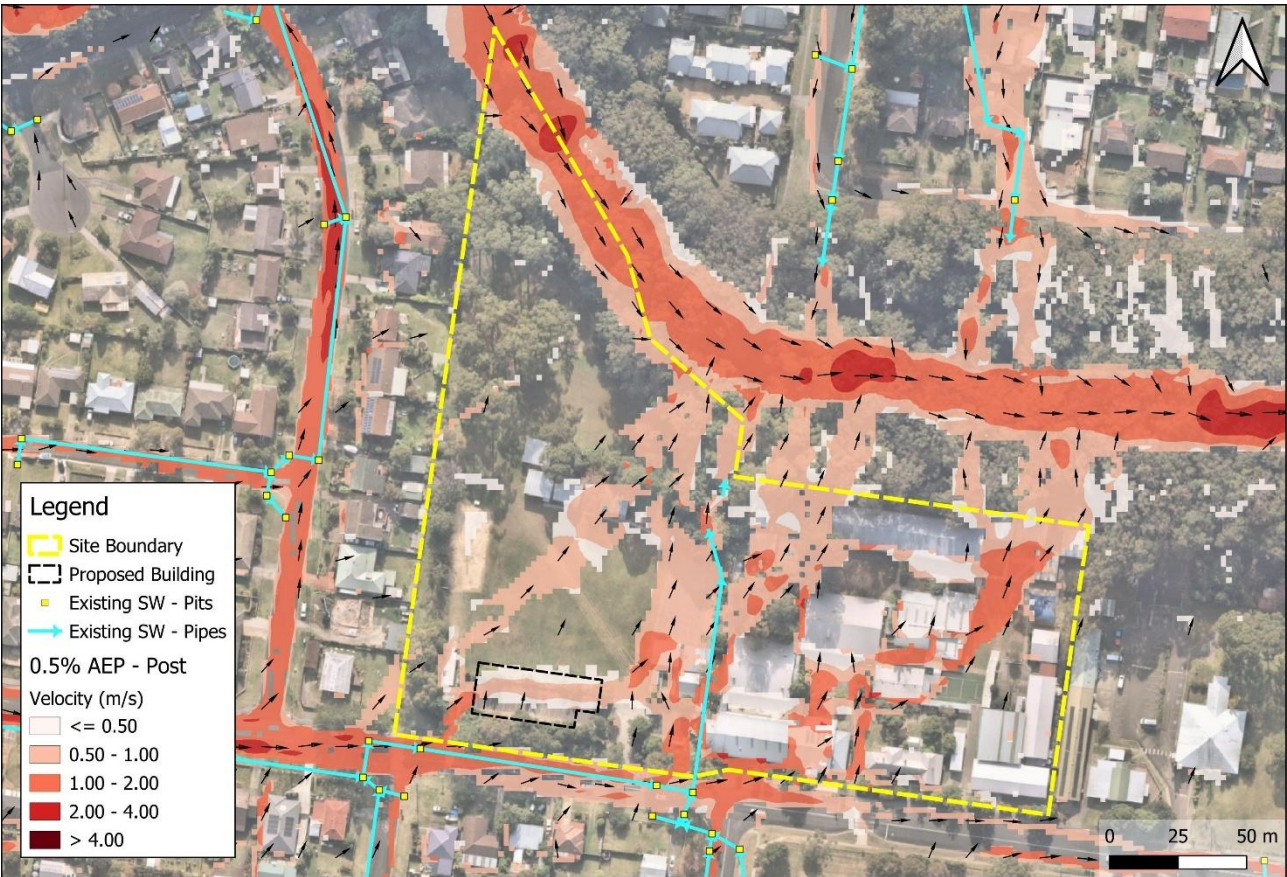 Legend
Site Boundary
Proposed Building
Existing SW - Pits
Existing SW - Pipes
0.5% AEP - Post
Velocity (m/s)
<= 0.50
0.50 - 1.00
1.00 - 2.00
2.00 - 4.00
> 4.00
0 25 50 m